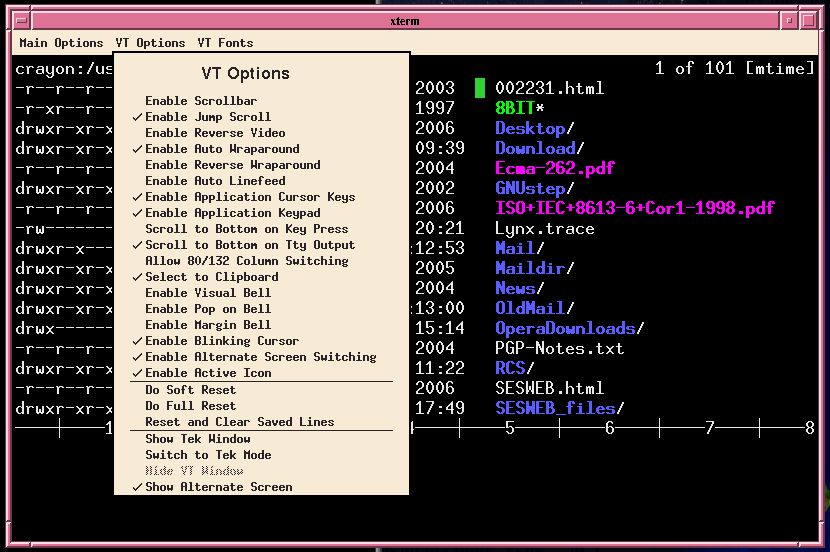 xterm
Main Options VT Options VT Fonts
crayon:/us
1 of 101 [mtime]
VT Options
Enable Scrollbar
✓Enable Jump Scroll
Enable Reverse Video
✓Enable Auto Wraparound
Enable Reverse Wraparound
Enable Auto Linefeed
✓Enable Application Cursor Keys
✓Enable Application Keypad
Scroll to Bottom on Key Press
✓Scroll to Bottom on Tty Output
Allow 80/132 Column Switching
✓Select to Clipboard
Enable Visual Bell
Enable Pop on Bell
Enable Margin Bell
✓Enable Blinking Cursor
✓Enable Alternate Screen Switching
✓Enable Active Icon
Do Soft Reset
Do Full Reset
Reset and Clear Saved Lines
Show Tek Window
Switch to Tek Mode
Hide VT Window
✓Show Alternate Screen
-r--r--r-- 2003 002231.html
-r-xr--r-- 1997 8BIT*
drwxr-xr-x 2006 Desktop/
drwxr-xr-x 09:39 Download/
-r--r--r-- 2004 Ecma-262.pdf
drwxr-xr-x 2002 GNUstep/
-r--r--r-- 2006 ISO+IEC+8613-6+Cor1-1998.pdf
-rw------- 20:21 Lynx.trace
drwxr-x--- :12:53 Mail/
drwxr-xr-x 2005 Maildir/
drwxr-xr-x 2004 News/
drwxr-xr-x :13:00 OldMail/
drwx------ 15:14 OperaDownloads/
-r--r--r-- 2004 PGP-Notes.txt
drwxr-xr-x 11:22 RCS/
-r--r--r-- 2006 SESWEB.html
drwxr-xr-x 17:49 SESWEB_files/
1 5 6 7 8